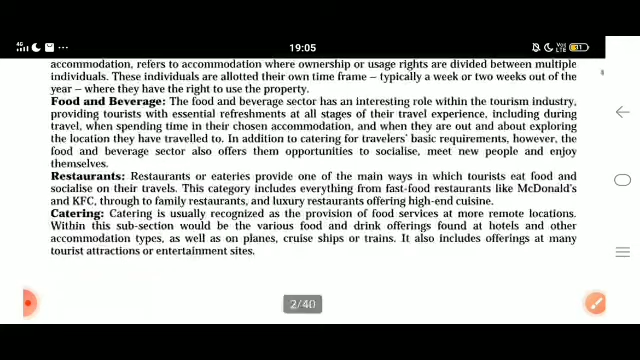 4G 19:05 VoLTE 31
accommodation, refers to accommodation where ownership or usage rights are divided between multiple
individuals. These individuals are allotted their own time frame – typically a week or two weeks out of the
year – where they have the right to use the property.
Food and Beverage: The food and beverage sector has an interesting role within the tourism industry,
providing tourists with essential refreshments at all stages of their travel experience, including during
travel, when spending time in their chosen accommodation, and when they are out and about exploring
the location they have travelled to. In addition to catering for travelers' basic requirements, however, the
food and beverage sector also offers them opportunities to socialise, meet new people and enjoy
themselves.
Restaurants: Restaurants or eateries provide one of the main ways in which tourists eat food and
socialise on their travels. This category includes everything from fast-food restaurants like McDonald's
and KFC, through to family restaurants, and luxury restaurants offering high-end cuisine.
Catering: Catering is usually recognized as the provision of food services at more remote locations.
Within this sub-section would be the various food and drink offerings found at hotels and other
accommodation types, as well as on planes, cruise ships or trains. It also includes offerings at many
tourist attractions or entertainment sites.
2/40